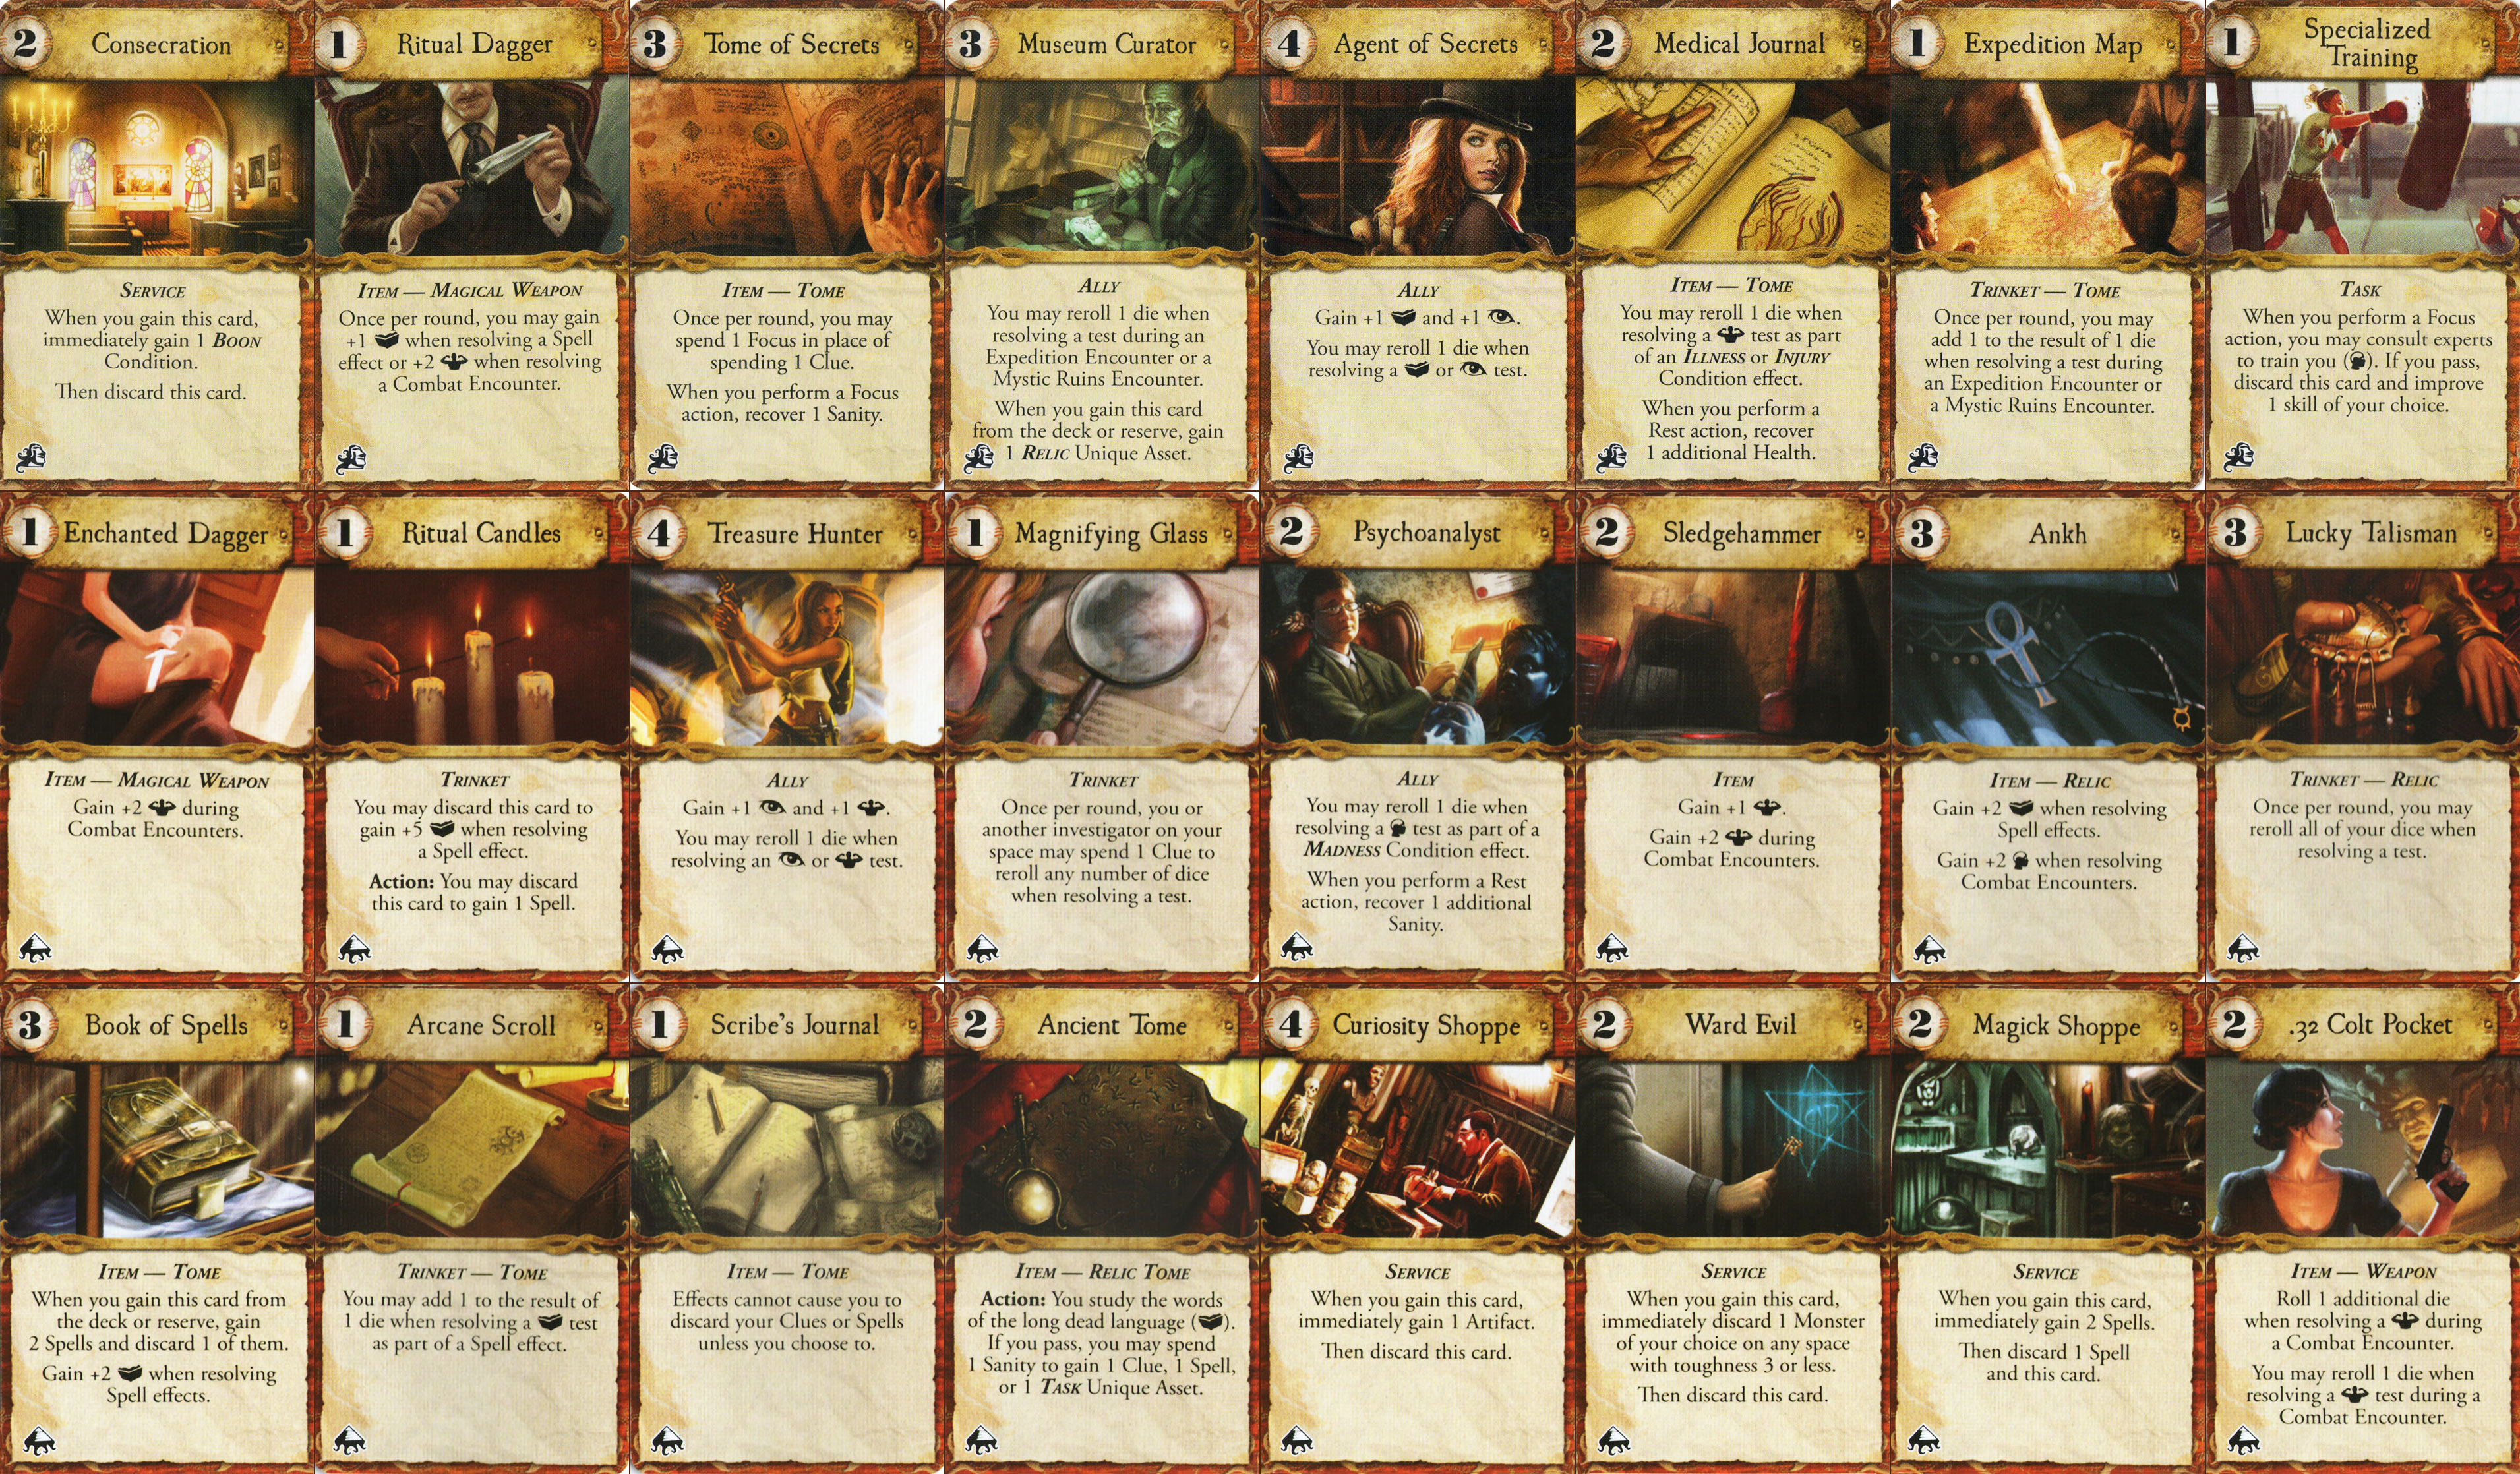 2
Consecration
SERVICE
When you gain this card,
immediately gain 1 BOON
Condition.
Then discard this card.
1
Ritual Dagger
ITEM — MAGICAL WEAPON
Once per round, you may gain
+1 when resolving a Spell
effect or +2 when resolving
a Combat Encounter.
3
Tome of Secrets
ITEM — TOME
Once per round, you may
spend 1 Focus in place of
spending 1 Clue.
When you perform a Focus
action, recover 1 Sanity.
3
Museum Curator
ALLY
You may reroll 1 die when
resolving a test during an
Expedition Encounter or a
Mystic Ruins Encounter.
When you gain this card
from the deck or reserve, gain
1 RELIC Unique Asset.
4
Agent of Secrets
ALLY
Gain +1 and +1 .
You may reroll 1 die when
resolving a or test.
2
Medical Journal
ITEM — TOME
You may reroll 1 die when
resolving a test as part
of an ILLNESS or INJURY
Condition effect.
When you perform a
Rest action, recover
1 additional Health.
1
Expedition Map
TRINKET — TOME
Once per round, you may
add 1 to the result of 1 die
when resolving a test during
an Expedition Encounter or
a Mystic Ruins Encounter.
1
Specialized
Training
TASK
When you perform a Focus
action, you may consult experts
to train you ( ). If you pass,
discard this card and improve
1 skill of your choice.
1
Enchanted Dagger
ITEM — MAGICAL WEAPON
Gain +2 during
Combat Encounters.
1
Ritual Candles
TRINKET
You may discard this card to
gain +5 when resolving
a Spell effect.
Action: You may discard
this card to gain 1 Spell.
4
Treasure Hunter
ALLY
Gain +1 and +1 .
You may reroll 1 die when
resolving an or test.
1
Magnifying Glass
TRINKET
Once per round, you or
another investigator on your
space may spend 1 Clue to
reroll any number of dice
when resolving a test.
2
Psychoanalyst
ALLY
You may reroll 1 die when
resolving a test as part of a
MADNESS Condition effect.
When you perform a Rest
action, recover 1 additional
Sanity.
2
Sledgehammer
ITEM
Gain +1 .
Gain +2 during
Combat Encounters.
3
Ankh
ITEM — RELIC
Gain +2 when resolving
Spell effects.
Gain +2 when resolving
Combat Encounters.
3
Lucky Talisman
TRINKET — RELIC
Once per round, you may
reroll all of your dice when
resolving a test.
3
Book of Spells
ITEM — TOME
When you gain this card from
the deck or reserve, gain
2 Spells and discard 1 of them.
Gain +2 when resolving
Spell effects.
1
Arcane Scroll
TRINKET — TOME
You may add 1 to the result of
1 die when resolving a test
as part of a Spell effect.
1
Scribe's Journal
ITEM — TOME
Effects cannot cause you to
discard your Clues or Spells
unless you choose to.
2
Ancient Tome
ITEM — RELIC TOME
Action: You study the words
of the long dead language ( ).
If you pass, you may spend
1 Sanity to gain 1 Clue, 1 Spell,
or 1 TASK Unique Asset.
4
Curiosity Shoppe
SERVICE
When you gain this card,
immediately gain 1 Artifact.
Then discard this card.
2
Ward Evil
SERVICE
When you gain this card,
immediately discard 1 Monster
of your choice on any space
with toughness 3 or less.
Then discard this card.
2
Magick Shoppe
SERVICE
When you gain this card,
immediately gain 2 Spells.
Then discard 1 Spell
and this card.
2
.32 Colt Pocket
ITEM — WEAPON
Roll 1 additional die
when resolving a during
a Combat Encounter.
You may reroll 1 die when
resolving a test during a
Combat Encounter.